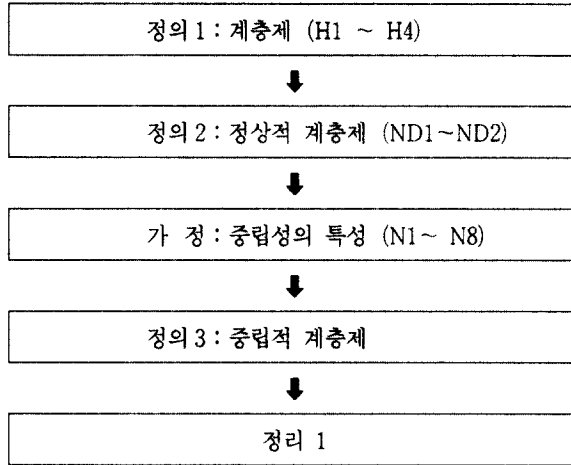 정의 1 : 계층제 (H1 ~ H4)
정의 2 : 정상적 계층제 (ND1~ND2)
가 정 : 중립성의 특성 (N1~ N8)
정의 3 : 중립적 계층제
정리 1